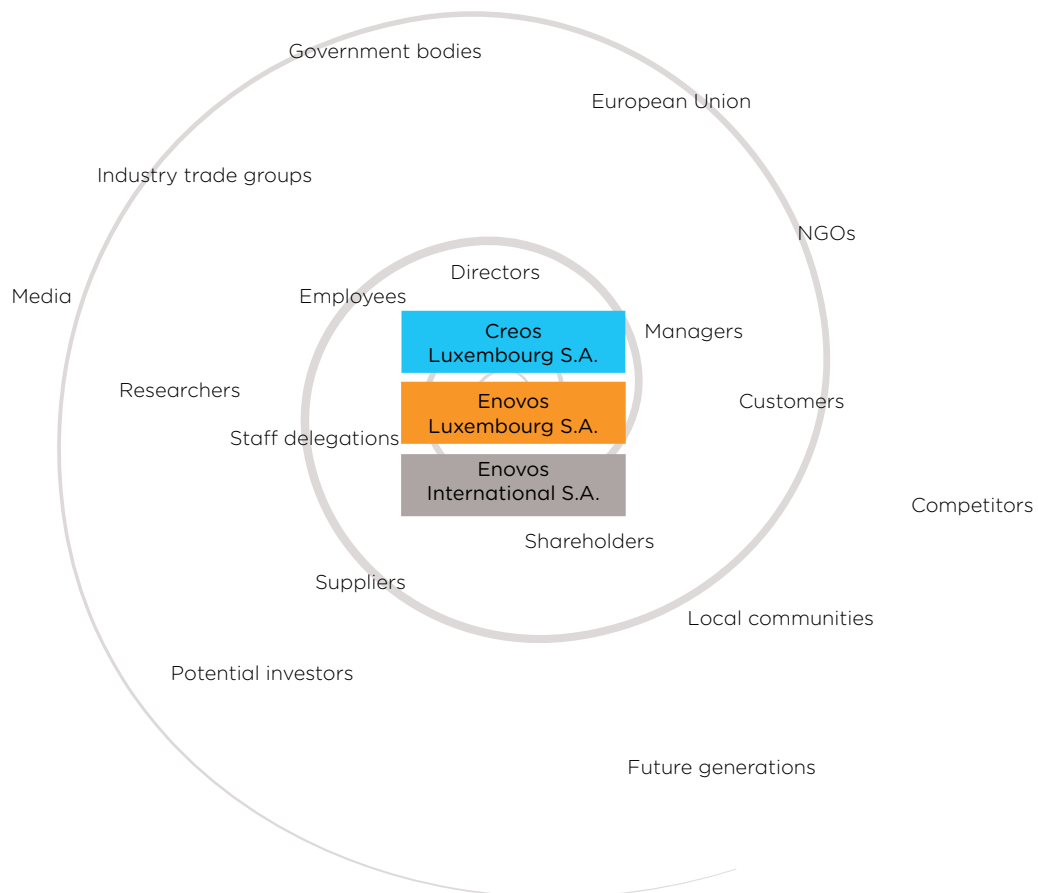 Government bodies
European Union
Industry trade groups
NGOs
Directors
Media
Employees
Creos
Luxembourg S.A.
Managers
Researchers
Enovos
Luxembourg S.A.
Customers
Staff delegations
Enovos
International S.A.
Competitors
Shareholders
Suppliers
Local communities
Potential investors
Future generations